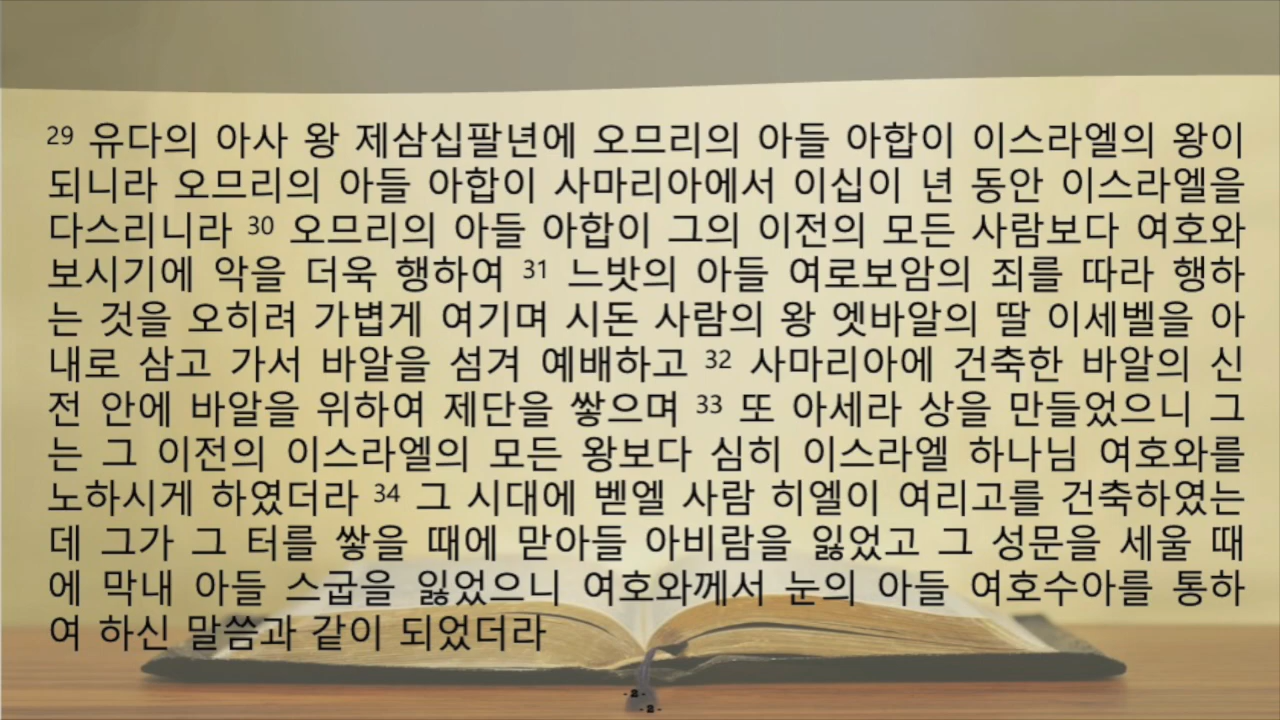 29 유다의 아사 왕 제삼십팔년에 오므리의 아들 아합이 이스라엘의 왕이
되니라 오므리의 아들 아합이 사마리아에서 이십이 년 동안 이스라엘을
다스리니라 30 오므리의 아들 아합이 그의 이전의 모든 사람보다 여호와
보시기에 악을 더욱 행하여 31 느밧의 아들 여로보암의 죄를 따라 행하
는 것을 오히려 가볍게 여기며 시돈 사람의 왕 엣바알의 딸 이세벨을 아
내로 삼고 가서 바알을 섬겨 예배하고 32 사마리아에 건축한 바알의 신
전 안에 바알을 위하여 제단을 쌓으며 33 또 아세라 상을 만들었으니 그
는 그 이전의 이스라엘의 모든 왕보다 심히 이스라엘 하나님 여호와를
노하시게 하였더라 34 그 시대에 벧엘 사람 히엘이 여리고를 건축하였는
데 그가 그 터를 쌓을 때에 맏아들 아비람을 잃었고 그 성문을 세울 때
에 막내 아들 스굽을 잃었으니 여호와께서 눈의 아들 여호수아를 통하
여 하신 말씀과 같이 되었더라
- 2 -
- 2 -